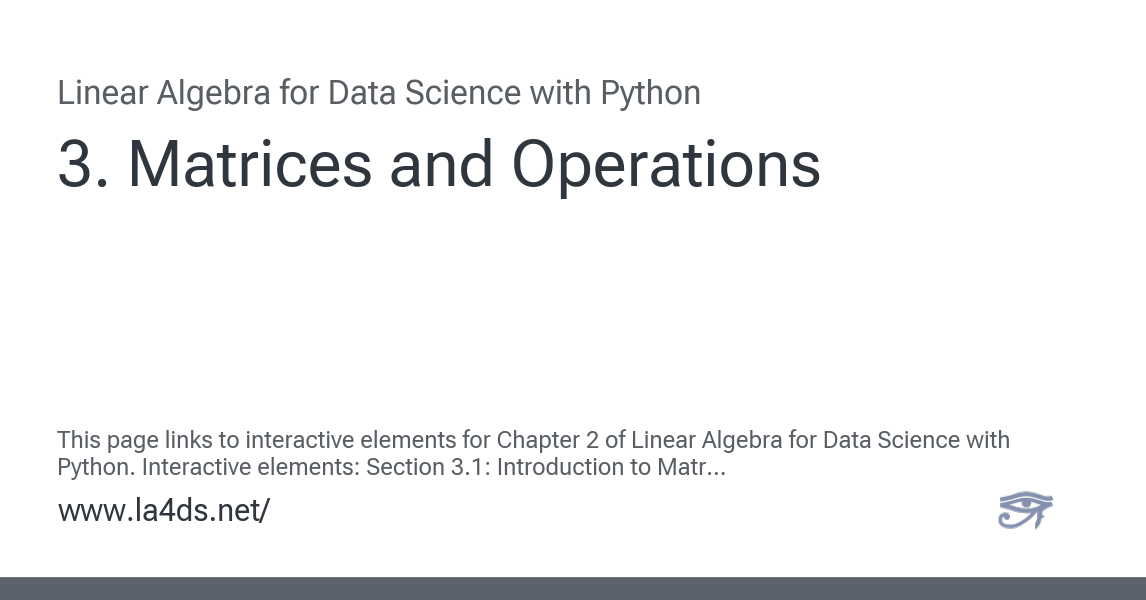 Linear Algebra for Data Science with Python
3. Matrices and Operations
This page links to interactive elements for Chapter 2 of Linear Algebra for Data Science with
Python. Interactive elements: Section 3.1: Introduction to Matr...
www.la4ds.net/